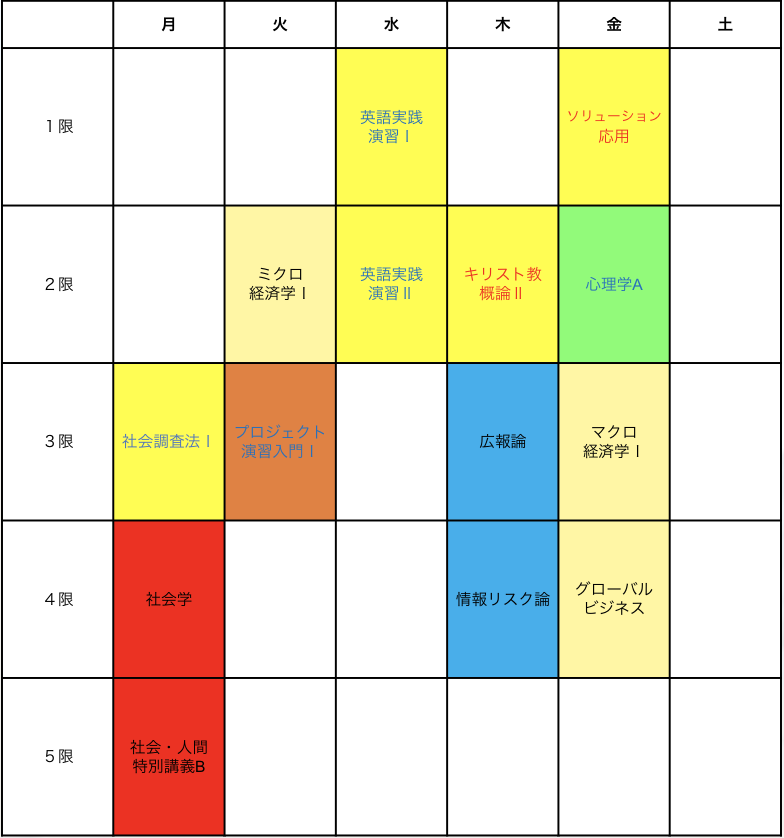 月 火 水 木 金 土
1限
英語実践
演習Ⅰ
ソリューション
応用
2限
ミクロ
経済学Ⅰ
英語実践
演習Ⅱ
キリスト教
概論Ⅱ
心理学A
3限
社会調査法Ⅰ
プロジェクト
演習入門Ⅰ
広報論
マクロ
経済学Ⅰ
4限
社会学
情報リスク論
グローバル
ビジネス
5限
社会・人間
特別講義B